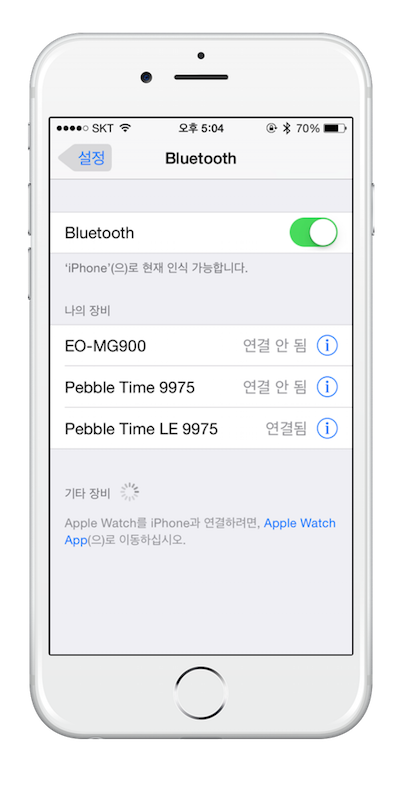 SKT 오후 5:04 70%
설정 Bluetooth
Bluetooth
'iPhone'(으)로 현재 인식 가능합니다.
나의 장비
EO-MG900 연결 안 됨
Pebble Time 9975 연결 안 됨
Pebble Time LE 9975 연결됨
기타 장비
Apple Watch를 iPhone과 연결하려면, Apple Watch
App(으)로 이동하십시오.